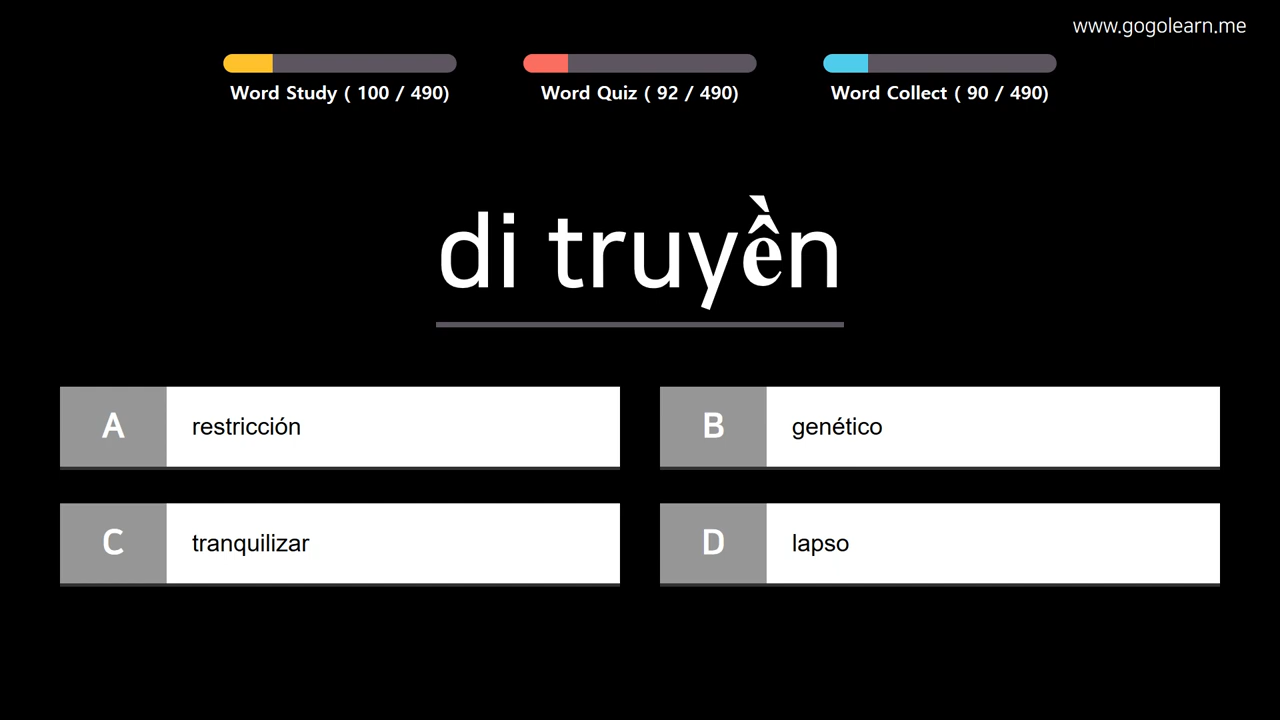 www.gogolearn.me
Word Study ( 100 / 490)
Word Quiz ( 92 / 490)
Word Collect ( 90 / 490)
di truyền
A restricción
B genético
C tranquilizar
D lapso